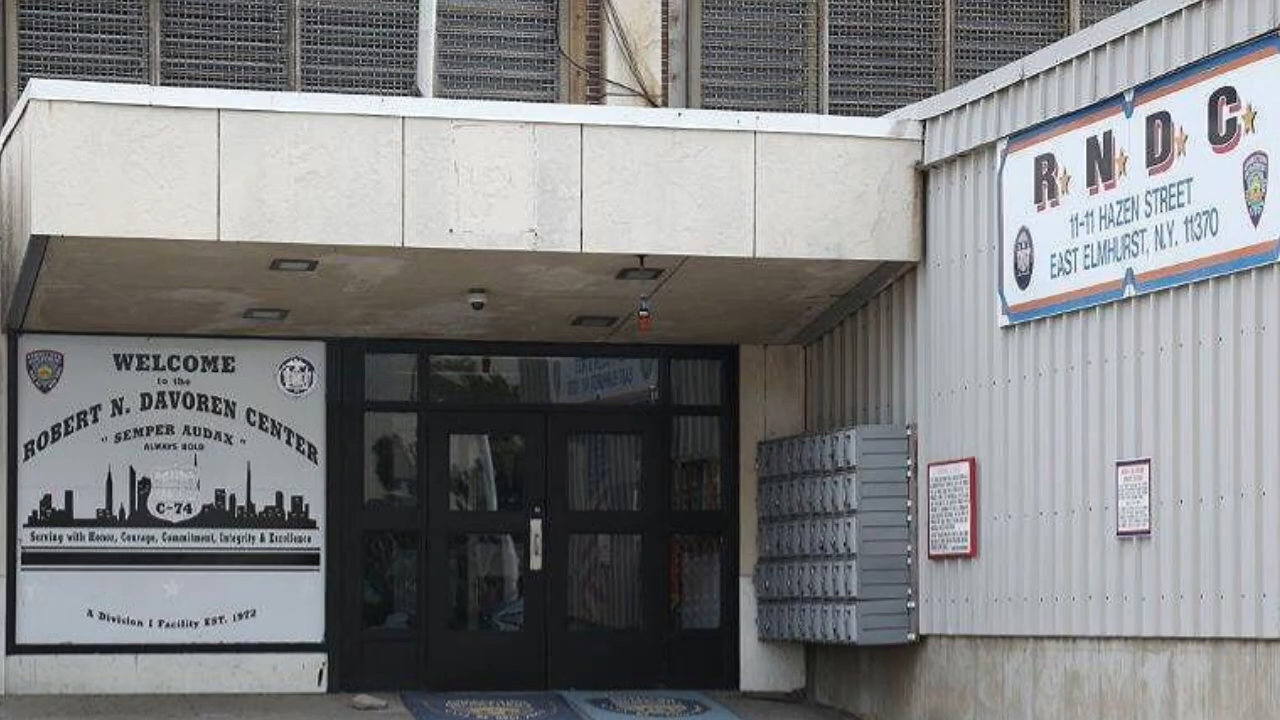 WELCOME
to the
ROBERT N. DAVOREN CENTER
"SEMPER AUDAX"
ALWAYS BOLD
C-74
Serving with Honor, Courage, Commitment, Integrity & Excellence
A Division I Facility EST. 1972
R.N.D.C.
11-11 HAZEN STREET
EAST ELMHURST, N.Y. 11370